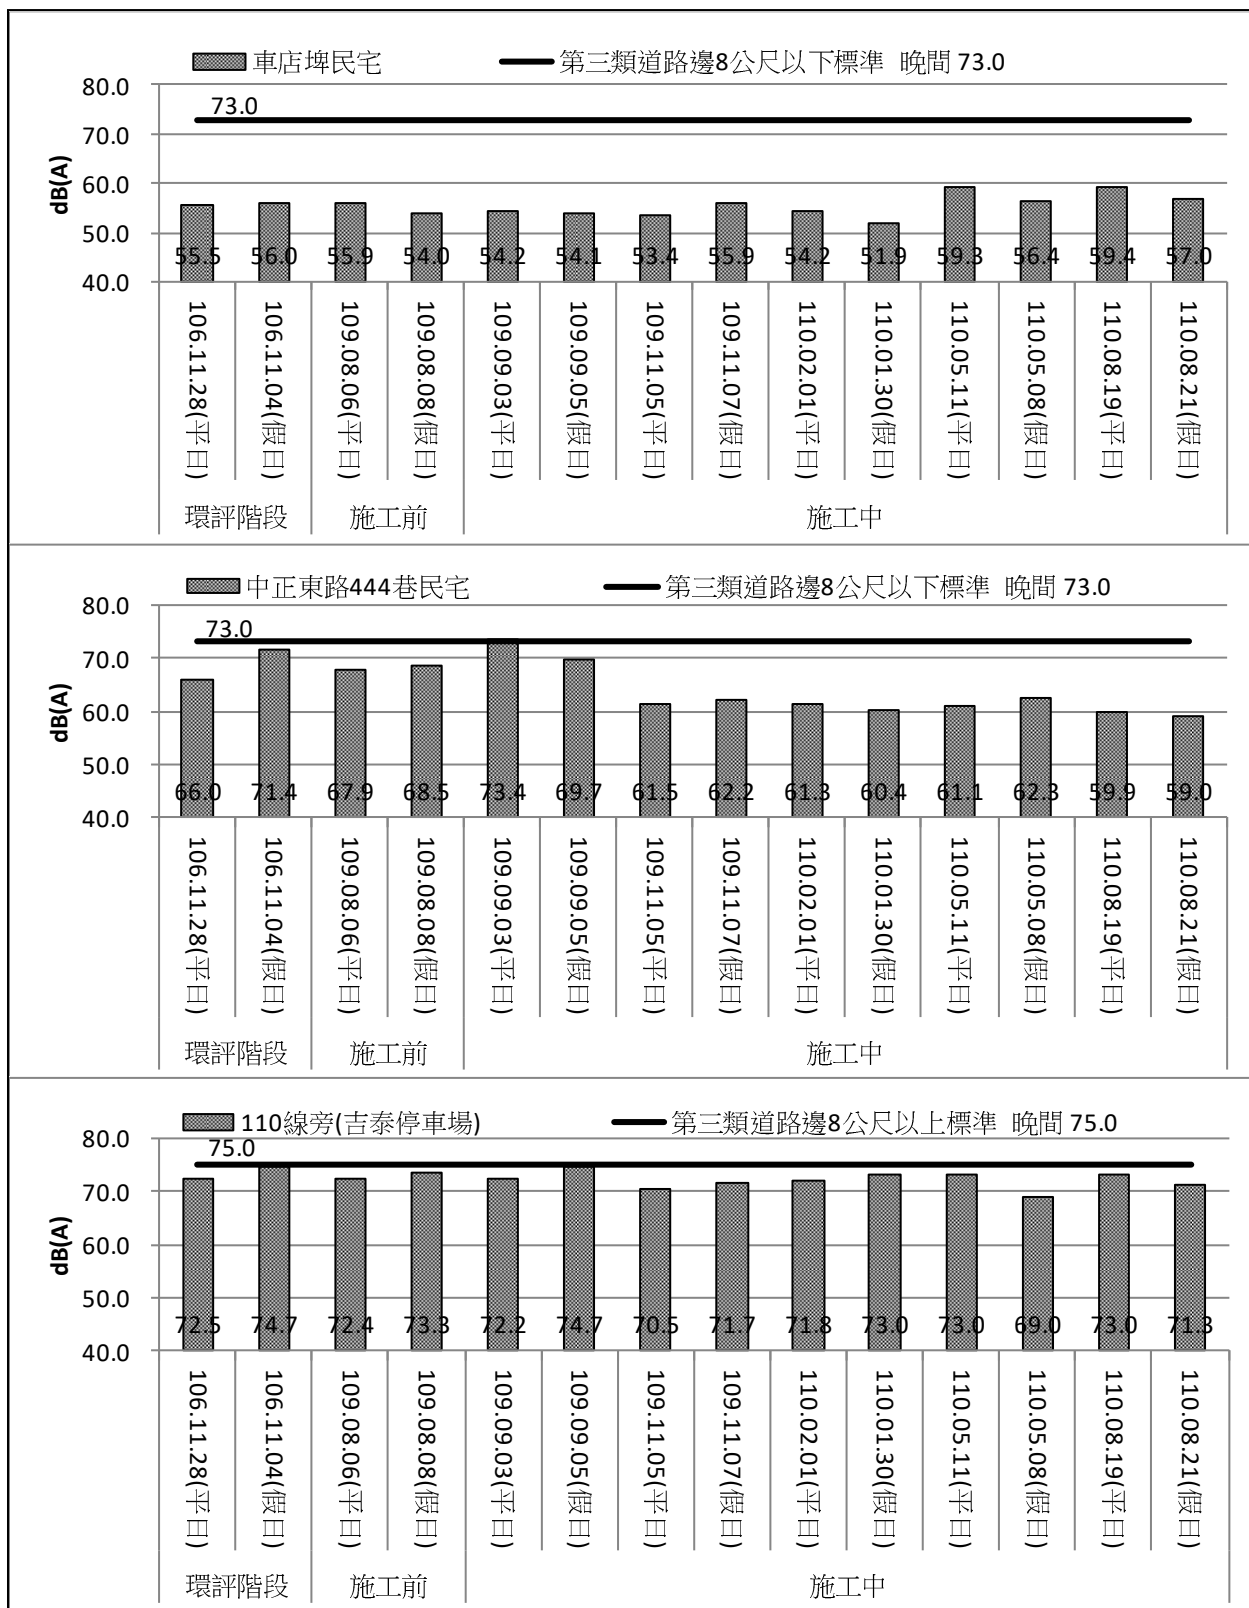 車店埤民宅 第三類道路邊8公尺以下標準 晚間 73.0
80.0
73.0
70.0
60.0
50.0
40.0
dB(A)
55.5 56.0 55.9 54.0 54.2 54.1 53.4 55.9 54.2 51.9 59.3 56.4 59.4 57.0
106.11.28(平日)
106.11.04(假日)
109.08.06(平日)
109.08.08(假日)
109.09.03(平日)
109.09.05(假日)
109.11.05(平日)
109.11.07(假日)
110.02.01(平日)
110.01.30(假日)
110.05.11(平日)
110.05.08(假日)
110.08.19(平日)
110.08.21(假日)
環評階段 施工前 施工中
中正東路444巷民宅 第三類道路邊8公尺以下標準 晚間 73.0
80.0
73.0
70.0
60.0
50.0
40.0
dB(A)
66.0 71.4 67.9 68.5 73.4 69.7 61.5 62.2 61.3 60.4 61.1 62.3 59.9 59.0
106.11.28(平日)
106.11.04(假日)
109.08.06(平日)
109.08.08(假日)
109.09.03(平日)
109.09.05(假日)
109.11.05(平日)
109.11.07(假日)
110.02.01(平日)
110.01.30(假日)
110.05.11(平日)
110.05.08(假日)
110.08.19(平日)
110.08.21(假日)
環評階段 施工前 施工中
110線旁(吉泰停車場) 第三類道路邊8公尺以上標準 晚間 75.0
80.0
75.0
70.0
60.0
50.0
40.0
dB(A)
72.5 74.7 72.4 73.3 72.2 74.7 70.5 71.7 71.8 73.0 73.0 69.0 73.0 71.3
106.11.28(平日)
106.11.04(假日)
109.08.06(平日)
109.08.08(假日)
109.09.03(平日)
109.09.05(假日)
109.11.05(平日)
109.11.07(假日)
110.02.01(平日)
110.01.30(假日)
110.05.11(平日)
110.05.08(假日)
110.08.19(平日)
110.08.21(假日)
環評階段 施工前 施工中